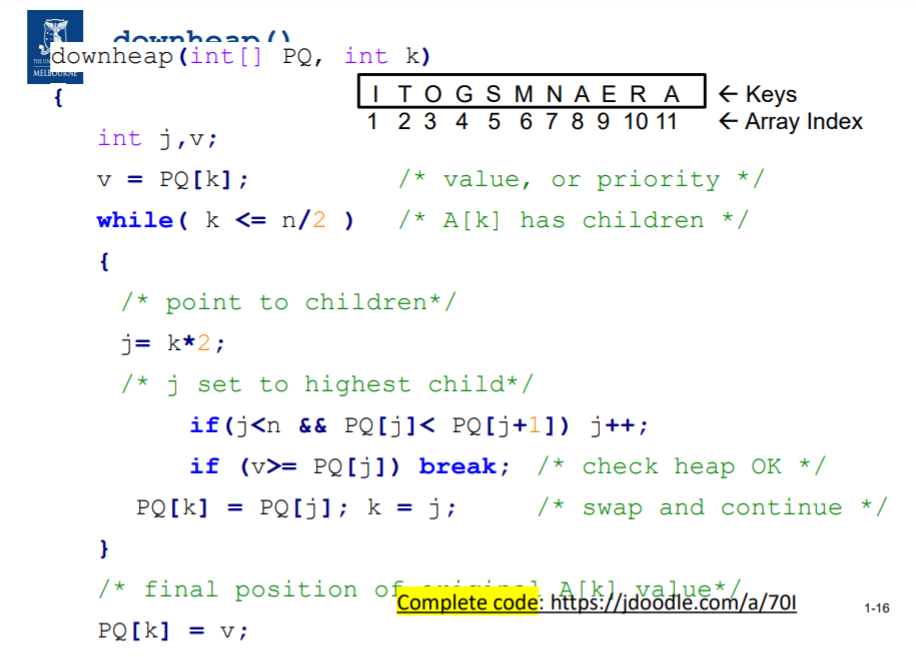 downheap()
downheap(int[] PQ, int k)
{
I T O G S M N A E R A ← Keys
1 2 3 4 5 6 7 8 9 10 11 ← Array Index
int j,v;
v = PQ[k]; /* value, or priority */
while( k <= n/2 ) /* A[k] has children */
{
/* point to children*/
j= k*2;
/* j set to highest child*/
if(j<n && PQ[j]< PQ[j+1]) j++;
if (v>= PQ[j]) break; /* check heap OK */
PQ[k] = PQ[j]; k = j; /* swap and continue */
}
/* final position of original A[k] value*/
Complete code: https://jdoodle.com/a/70I
1-16
PQ[k] = v;
MELBOURNE